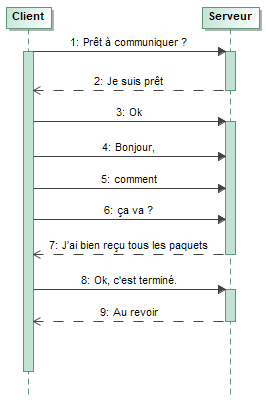 Client
Serveur
1: Prêt à communiquer ?
2: Je suis prêt
3: Ok
4: Bonjour,
5: comment
6: ça va ?
7: J'ai bien reçu tous les paquets
8: Ok, c'est terminé.
9: Au revoir